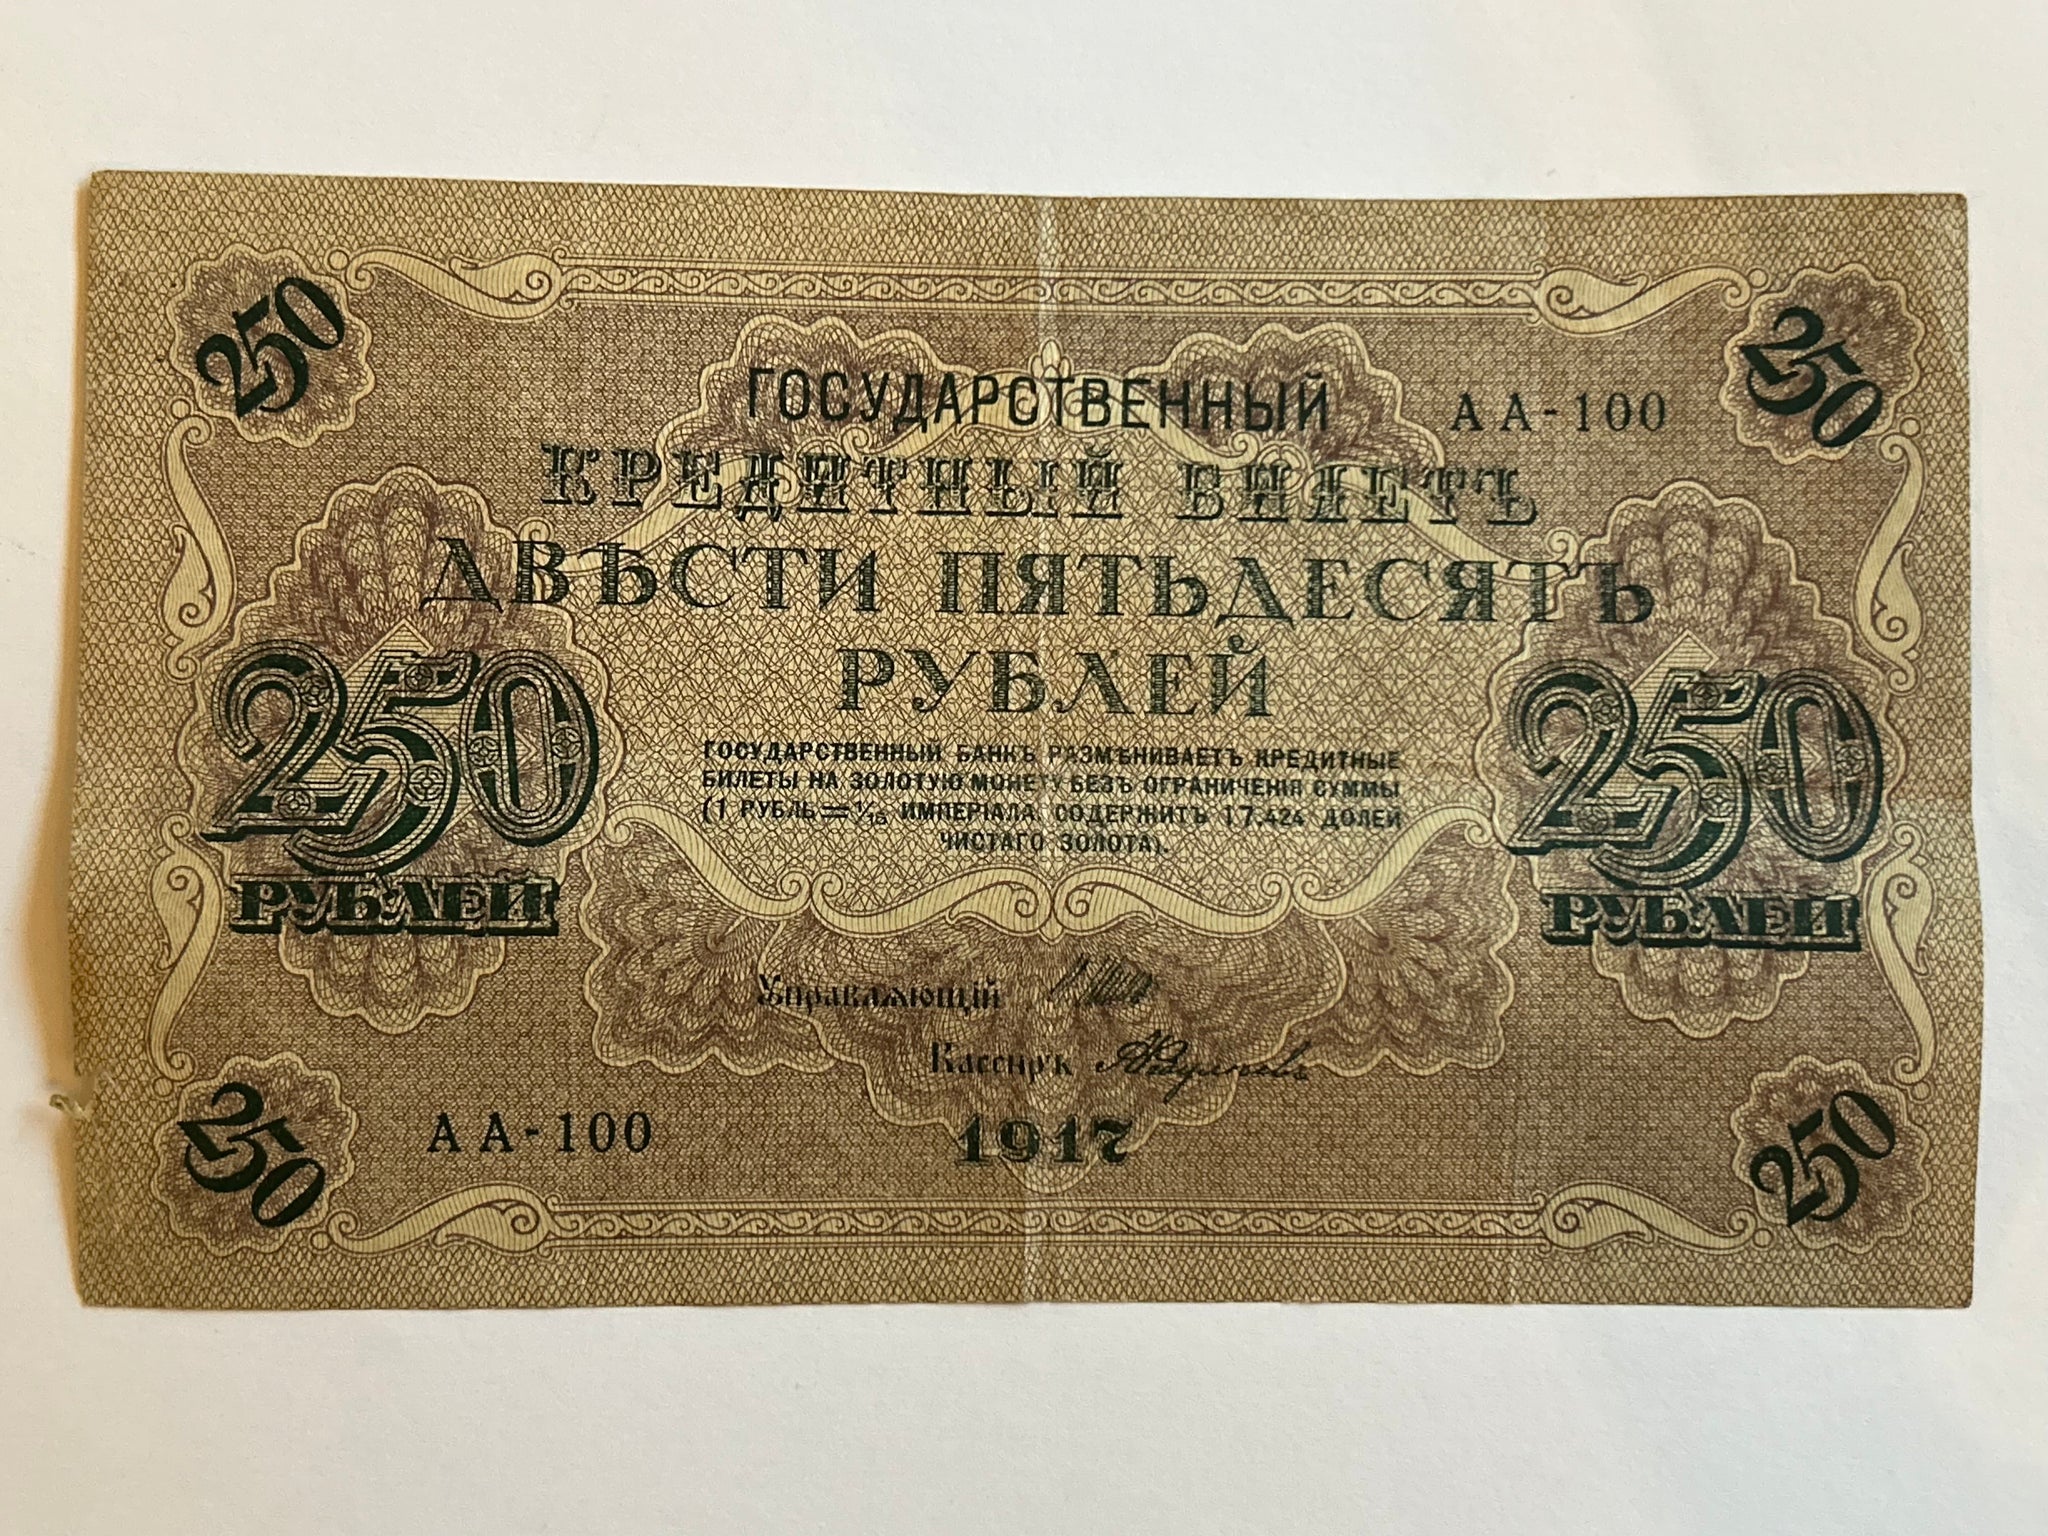 250
250
ГОСУДАРСТВЕННЫЙ
АА-100
КРЕДИТНЫЙ БИЛЕТЪ
ДВѢСТИ ПЯТЬДЕСЯТЪ
РУБЛЕЙ
250
РУБЛЕЙ
250
РУБЛЕЙ
ГОСУДАРСТВЕННЫЙ БАНКЪ РАЗМѢНИВАЕТЪ КРЕДИТНЫЕ
БИЛЕТЫ НА ЗОЛОТУЮ МОНЕТУ БЕЗЪ ОГРАНИЧЕНІЯ СУММЫ
(1 РУБЛЬ = 1/15 ИМПЕРІАЛА, СОДЕРЖИТЪ 17.424 ДОЛЕЙ
ЧИСТАГО ЗОЛОТА).
Управляющій
Кассиръ
АА-100
1917
250
250